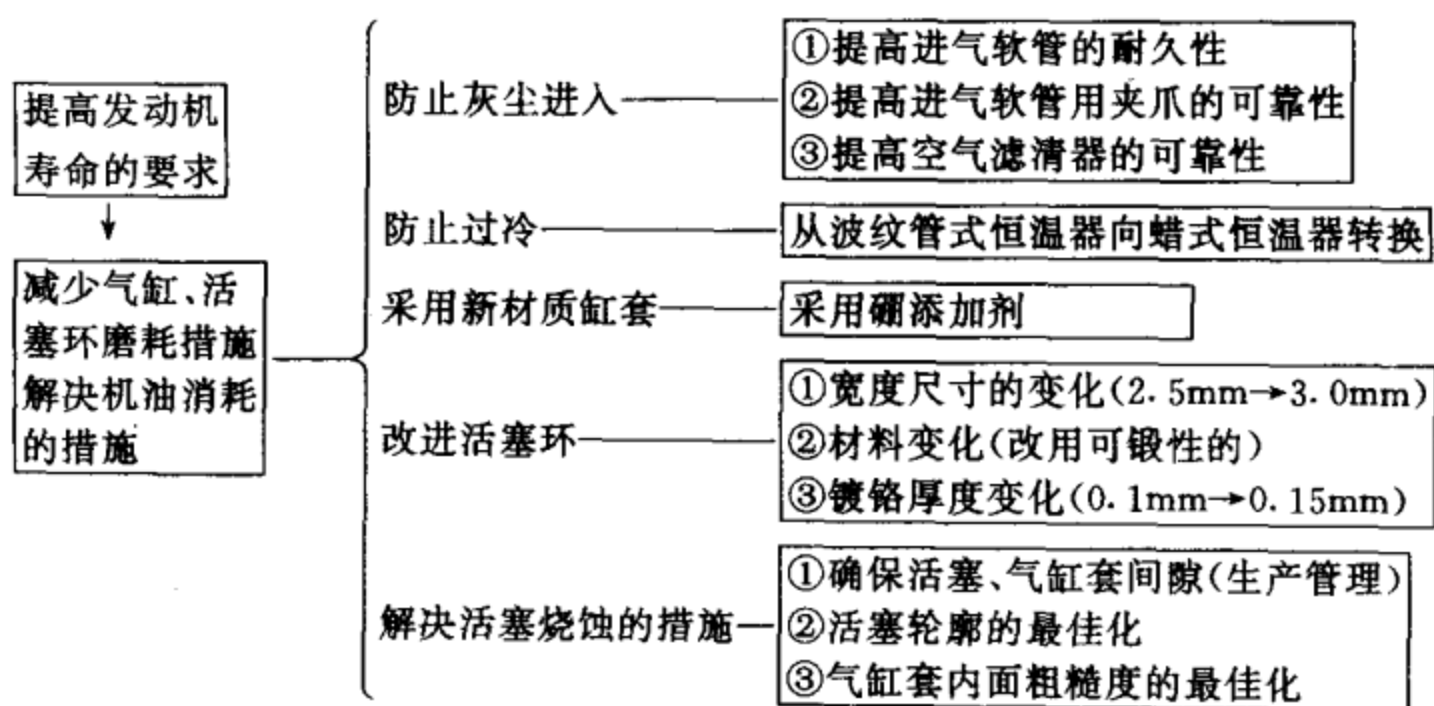 提高发动机
寿命的要求
↓
减少气缸、活
塞环磨耗措施
解决机油消耗
的措施
防止灰尘进入
①提高进气软管的耐久性
②提高进气软管用夹爪的可靠性
③提高空气滤清器的可靠性
防止过冷
从波纹管式恒温器向蜡式恒温器转换
采用新材质缸套
采用硼添加剂
改进活塞环
①宽度尺寸的变化(2.5mm→3.0mm)
②材料变化(改用可锻性的)
③镀铬厚度变化(0.1mm→0.15mm)
解决活塞烧蚀的措施
①确保活塞、气缸套间隙(生产管理)
②活塞轮廓的最佳化
③气缸套内面粗糙度的最佳化